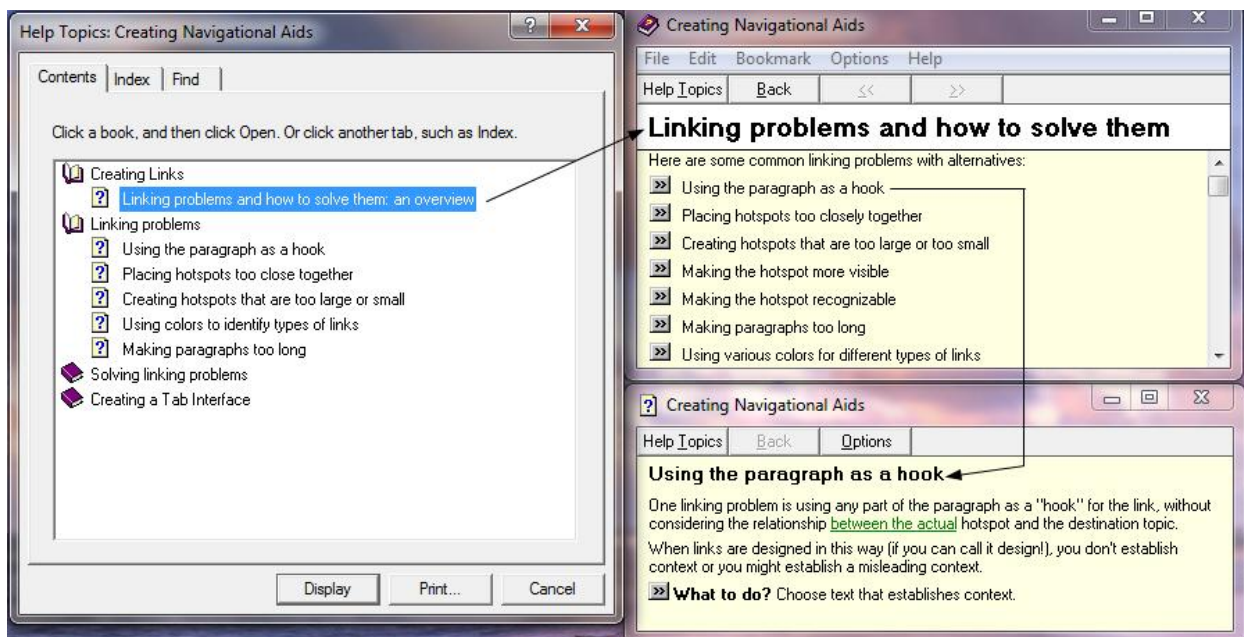 Help Topics: Creating Navigational Aids
Contents Index Find
Click a book, and then click Open. Or click another tab, such as Index.
Creating Links
Linking problems and how to solve them: an overview
Linking problems
Using the paragraph as a hook
Placing hotspots too close together
Creating hotspots that are too large or small
Using colors to identify types of links
Making paragraphs too long
Solving linking problems
Creating a Tab Interface
Display Print... Cancel
Creating Navigational Aids
File Edit Bookmark Options Help
Help Topics Back << >>
Linking problems and how to solve them
Here are some common linking problems with alternatives:
>> Using the paragraph as a hook
>> Placing hotspots too closely together
>> Creating hotspots that are too large or too small
>> Making the hotspot more visible
>> Making the hotspot recognizable
>> Making paragraphs too long
>> Using various colors for different types of links
Creating Navigational Aids
Help Topics Back Options
Using the paragraph as a hook
One linking problem is using any part of the paragraph as a "hook" for the link, without
considering the relationship between the actual hotspot and the destination topic.
When links are designed in this way (if you can call it design!), you don't establish
context or you might establish a misleading context.
>> What to do? Choose text that establishes context.